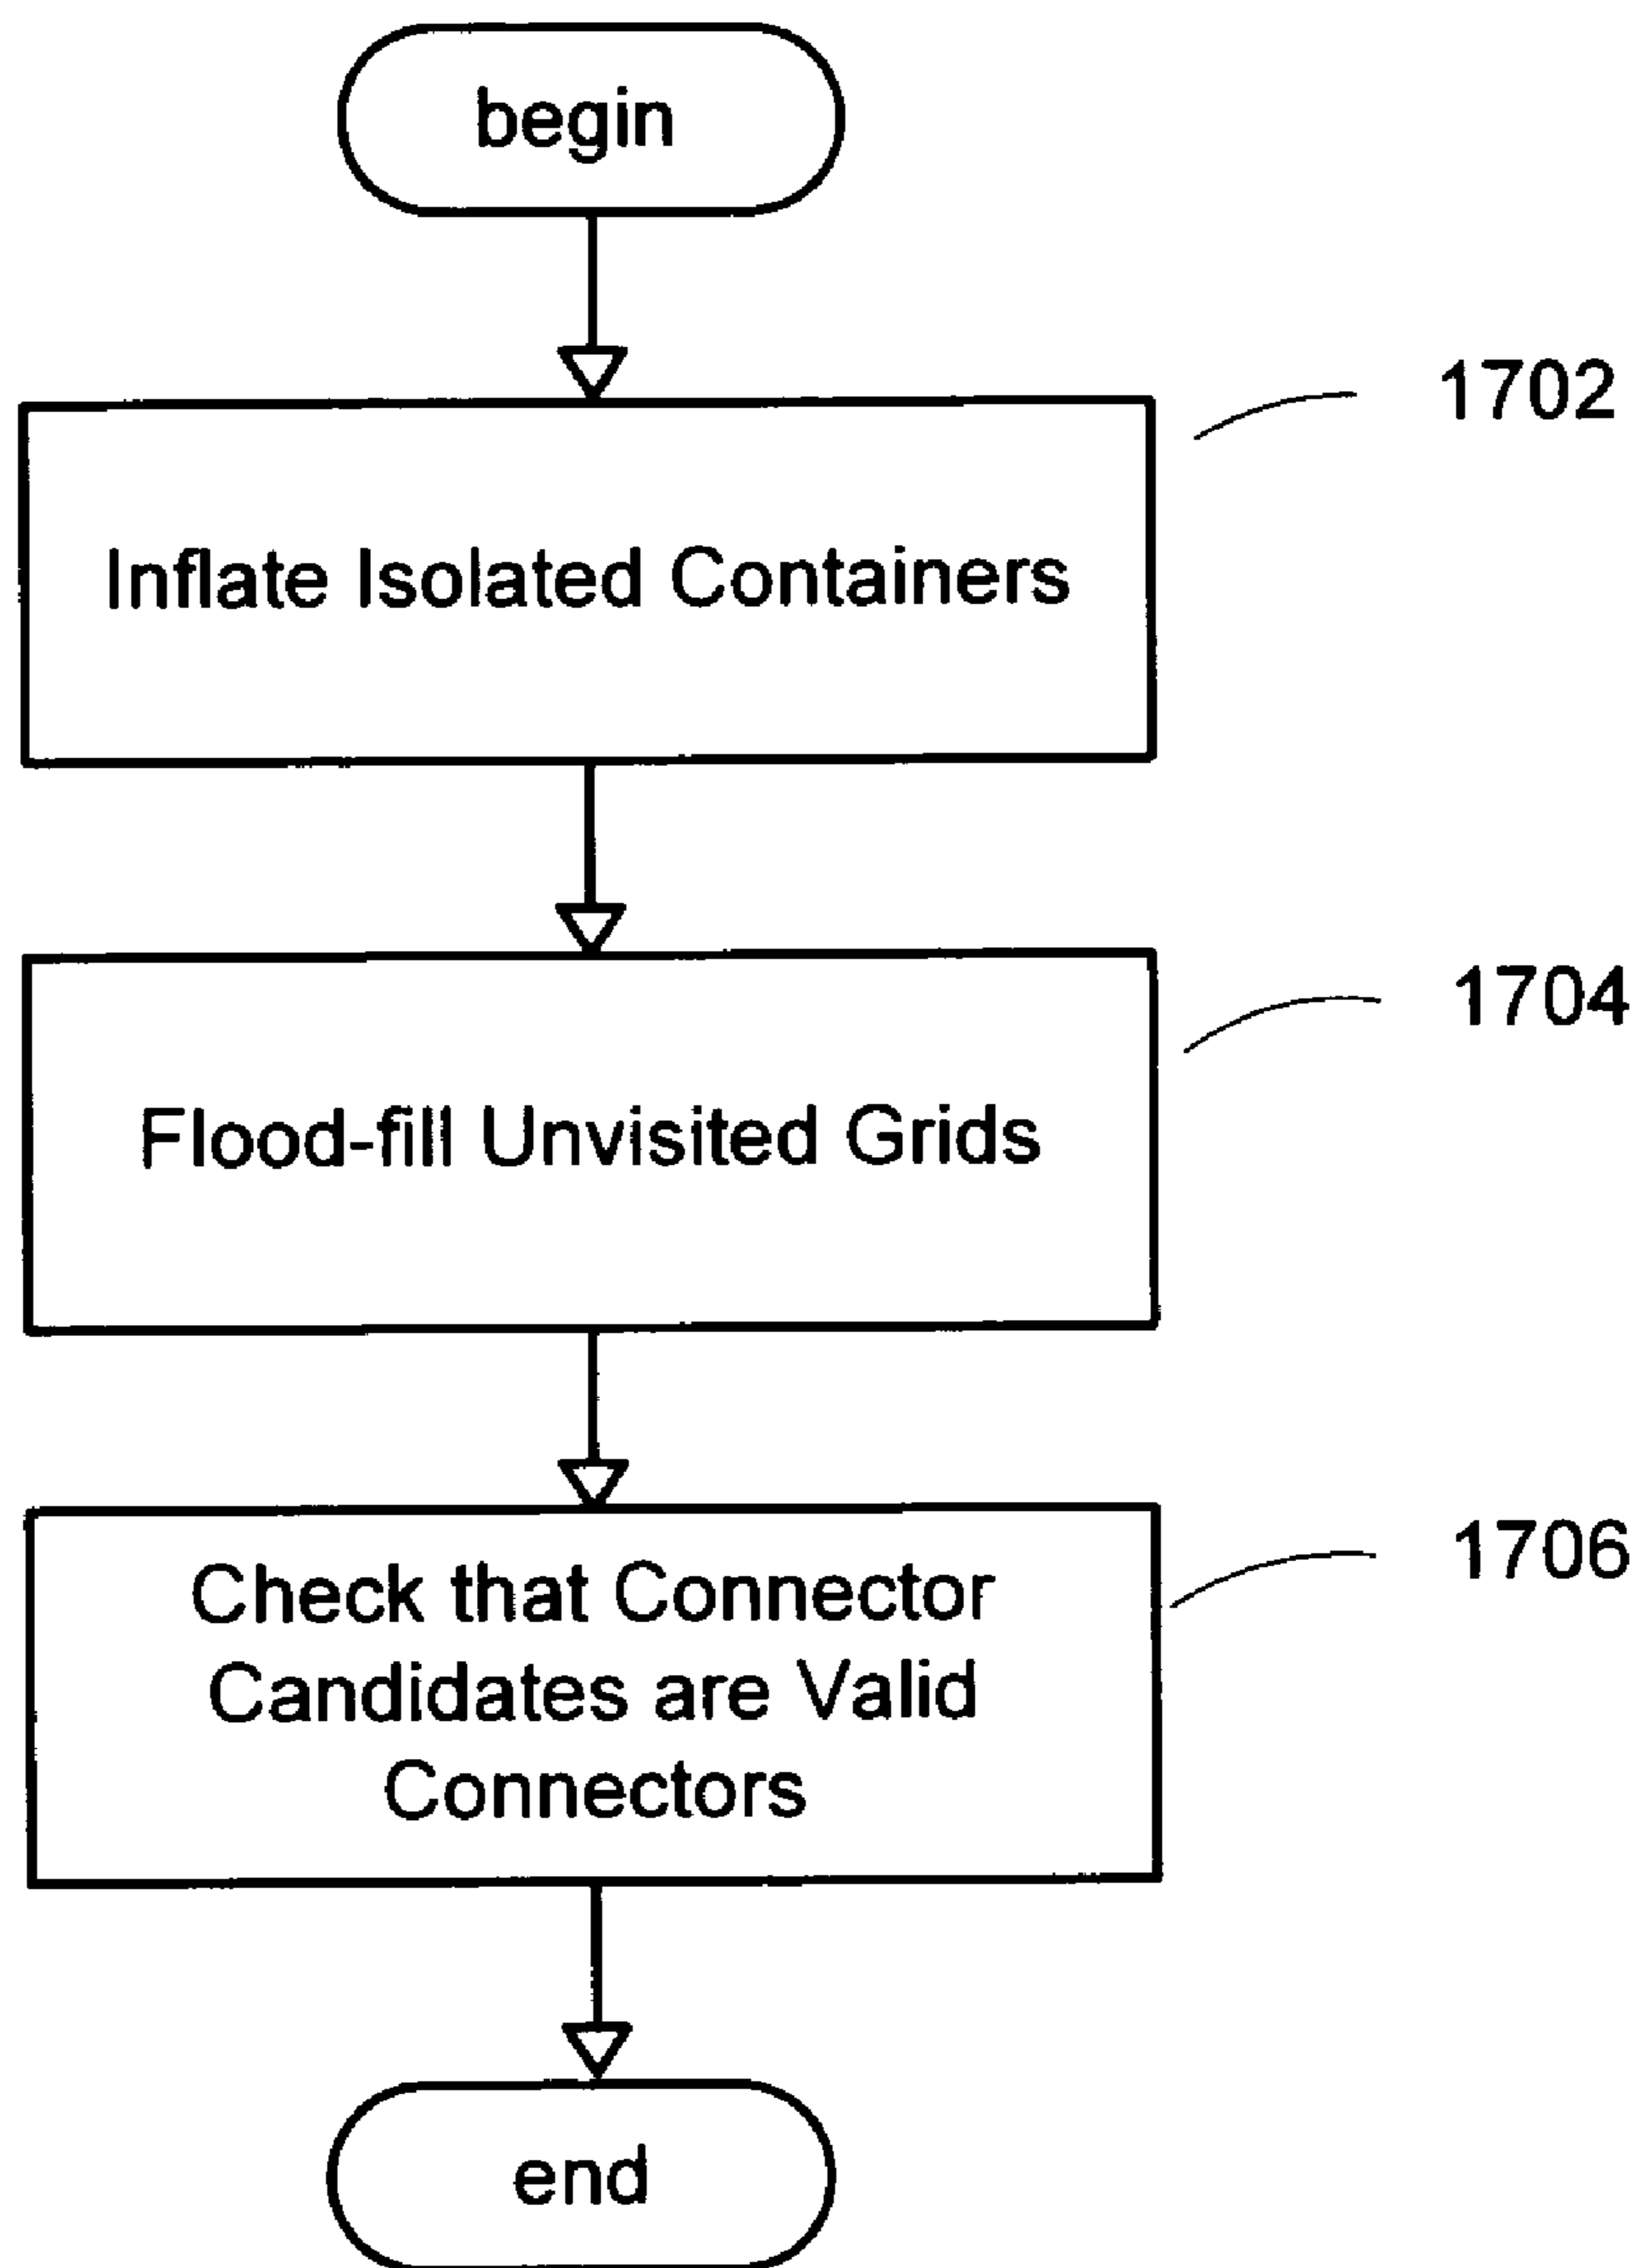 begin
1702
Inflate Isolated Containers
1704
Flood-fill Unvisited Grids
1706
Check that Connector
Candidates are Valid
Connectors
end